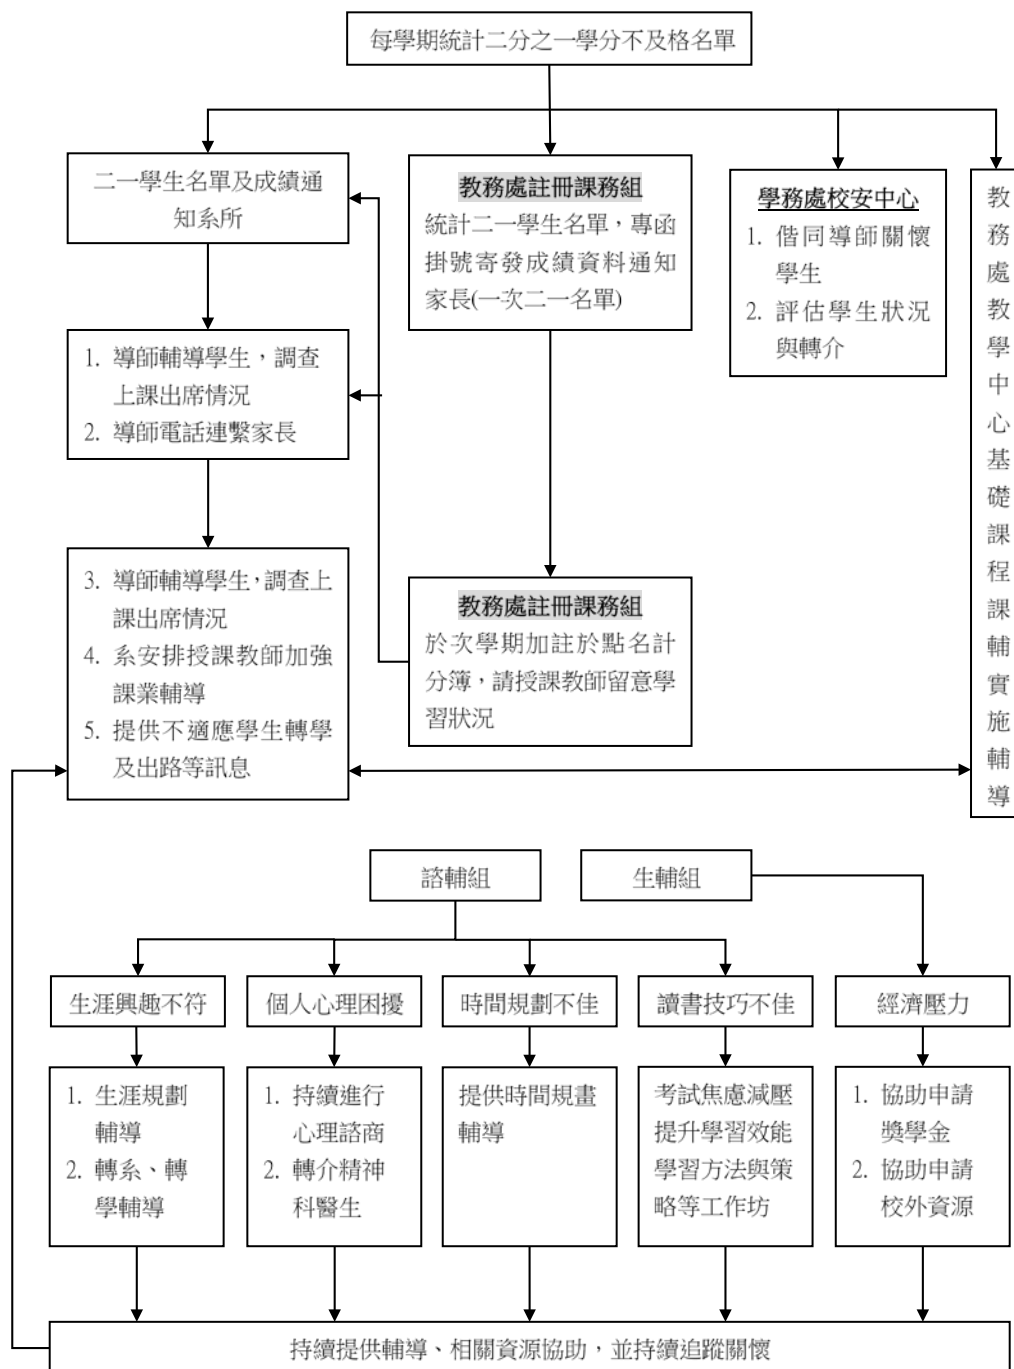 每學期統計二分之一學分不及格名單
二一學生名單及成績通
知系所
教務處註冊課務組
統計二一學生名單，專函
掛號寄發成績資料通知
家長(一次二一名單)
學務處校安中心
1. 偕同導師關懷
學生
2. 評估學生狀況
與轉介
教
務
處
教
學
中
心
基
礎
課
程
課
輔
實
施
輔
導
1. 導師輔導學生，調查
上課出席情況
2. 導師電話連繫家長
3. 導師輔導學生，調查上
課出席情況
4. 系安排授課教師加強
課業輔導
5. 提供不適應學生轉學
及出路等訊息
教務處註冊課務組
於次學期加註於點名計
分簿，請授課教師留意學
習狀況
諮輔組
生輔組
生涯興趣不符
個人心理困擾
時間規劃不佳
讀書技巧不佳
經濟壓力
1. 生涯規劃
輔導
2. 轉系、轉
學輔導
1. 持續進行
心理諮商
2. 轉介精神
科醫生
提供時間規畫
輔導
考試焦慮減壓
提升學習效能
學習方法與策
略等工作坊
1. 協助申請
獎學金
2. 協助申請
校外資源
持續提供輔導、相關資源協助，並持續追蹤關懷